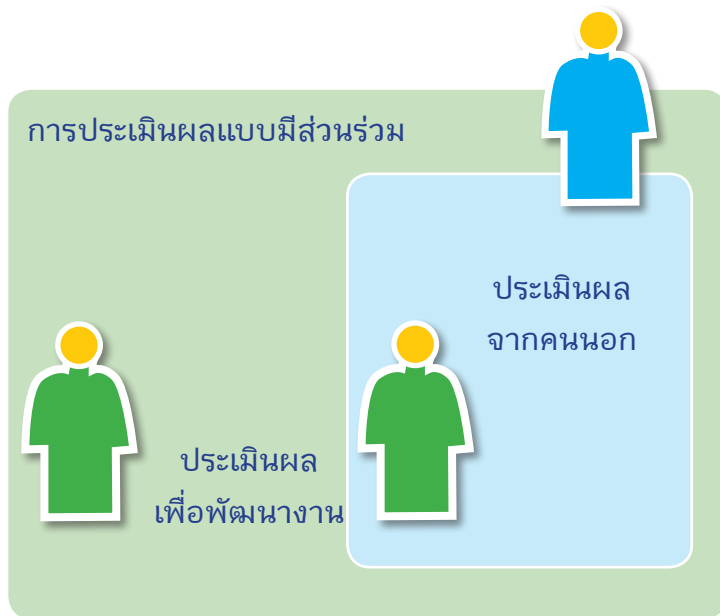 การประเมินผลแบบมีส่วนร่วม
ประเมินผล
จากคนนอก
ประเมินผล
เพื่อพัฒนางาน